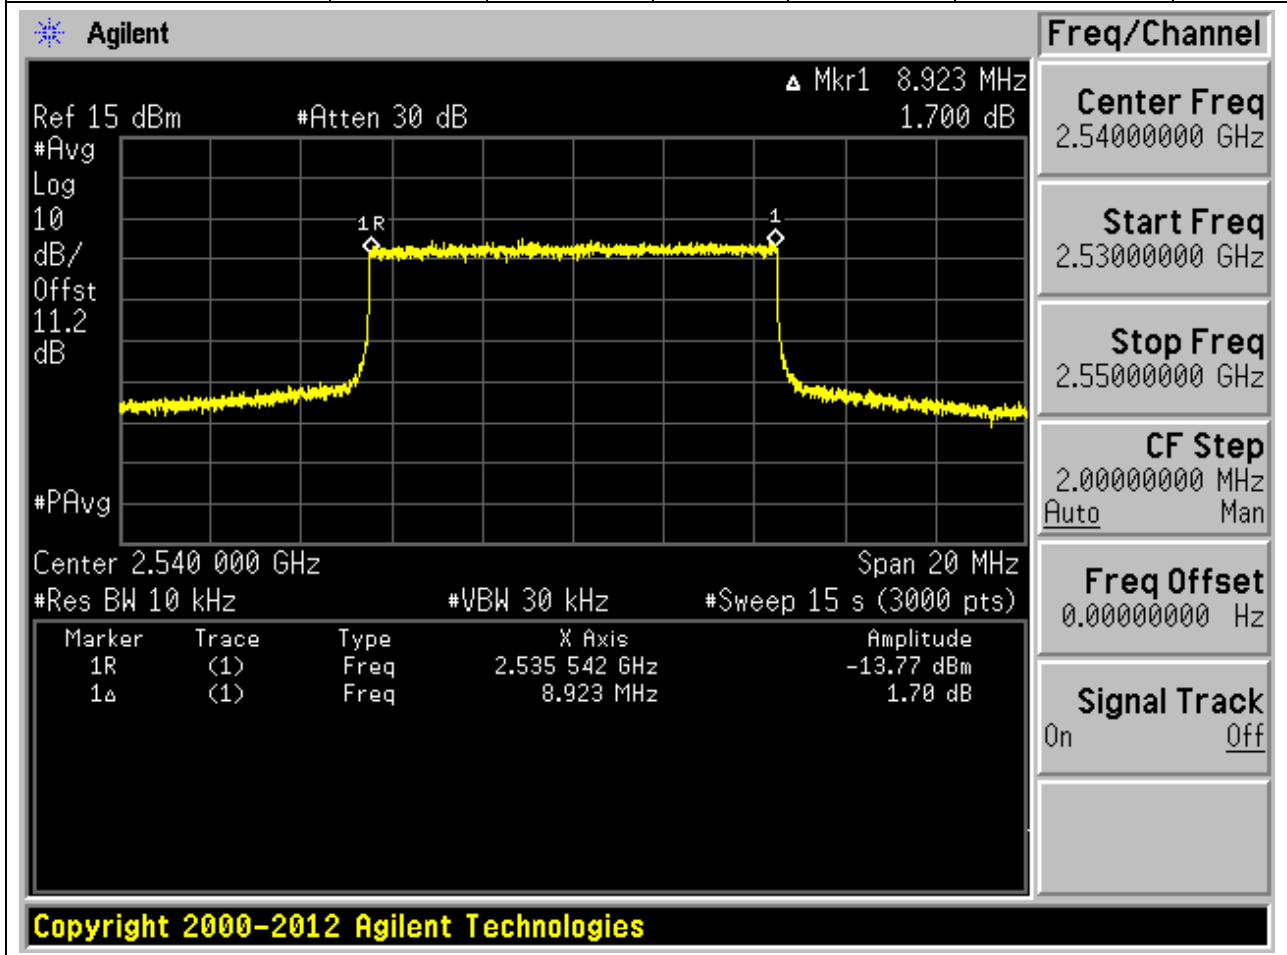 Agilent
Freq/Channel
Δ Mkr1 8.923 MHz
Ref 15 dBm #Atten 30 dB 1.700 dB
#Avg
Log
10
dB/
Offst
11.2
dB
#PAvg
1R
1
Center 2.540 000 GHz Span 20 MHz
#Res BW 10 kHz #VBW 30 kHz #Sweep 15 s (3000 pts)
Marker Trace Type X Axis Amplitude
1R (1) Freq 2.535 542 GHz -13.77 dBm
1Δ (1) Freq 8.923 MHz 1.70 dB
Center Freq
2.54000000 GHz
Start Freq
2.53000000 GHz
Stop Freq
2.55000000 GHz
CF Step
2.00000000 MHz
Auto Man
Freq Offset
0.00000000 Hz
Signal Track
On Off
Copyright 2000-2012 Agilent Technologies